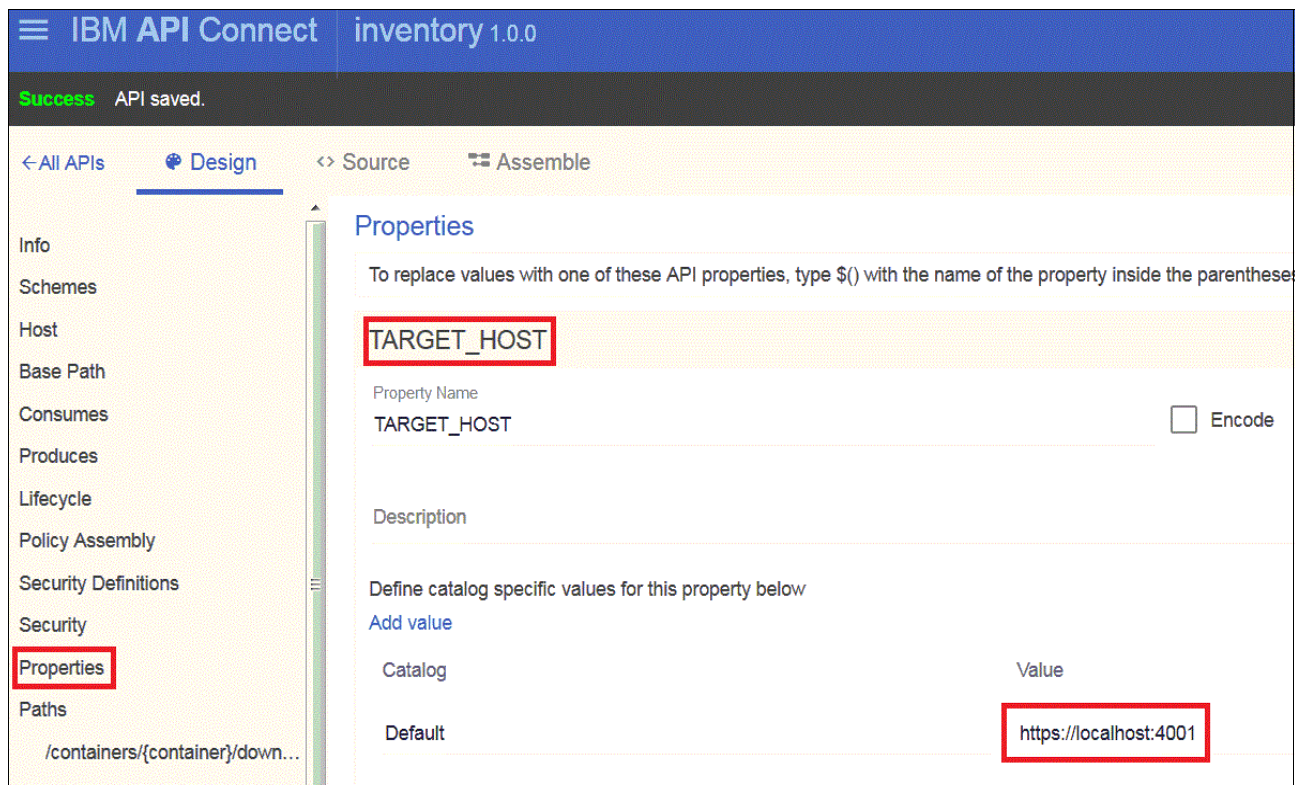 IBM API Connect inventory 1.0.0
Success API saved.
All APIs Design Source Assemble
Info
Schemes
Host
Base Path
Consumes
Produces
Lifecycle
Policy Assembly
Security Definitions
Security
Properties
Paths
/containers/{container}/down...
Properties
To replace values with one of these API properties, type $() with the name of the property inside the parentheses
TARGET_HOST
Property Name
TARGET_HOST
Encode
Description
Define catalog specific values for this property below
Add value
Catalog Value
Default https://localhost:4001